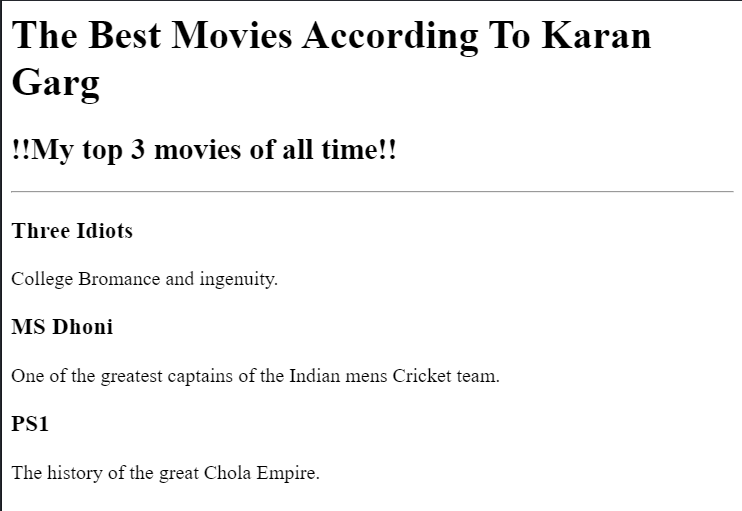 The Best Movies According To Karan
Garg
!!My top 3 movies of all time!!
Three Idiots
College Bromance and ingenuity.
MS Dhoni
One of the greatest captains of the Indian mens Cricket team.
PS1
The history of the great Chola Empire.